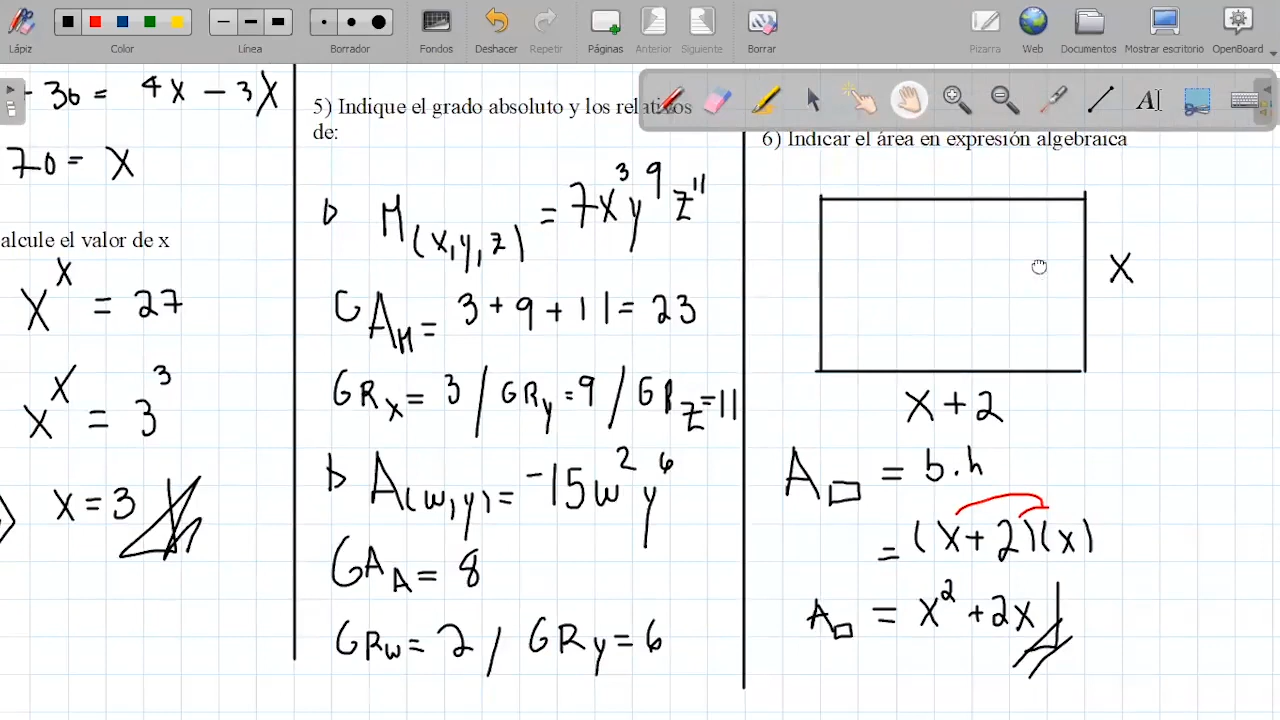 Lápiz
Color
Línea
Borrador
Fondos
Deshacer
Repetir
Páginas
Anterior
Siguiente
Borrar
Pizarra
Web
Documentos
Mostrar escritorio
OpenBoard
- 36 = 4x - 3x
70 = x
alcule el valor de x
x^x = 27
x^x = 3^3
x = 3
5) Indique el grado absoluto y los relativos
de:
M(x,y,z) = 7x^3 y^9 z^11
GA_M = 3 + 9 + 11 = 23
GR_x = 3 / GR_y = 9 / GR_z = 11
A(w,y) = -15w^2 y^6
GA_A = 8
GR_w = 2 / GR_y = 6
6) Indicar el área en expresión algebraica
x
x + 2
A▭ = b.h
= (x + 2)(x)
A▭ = x^2 + 2x